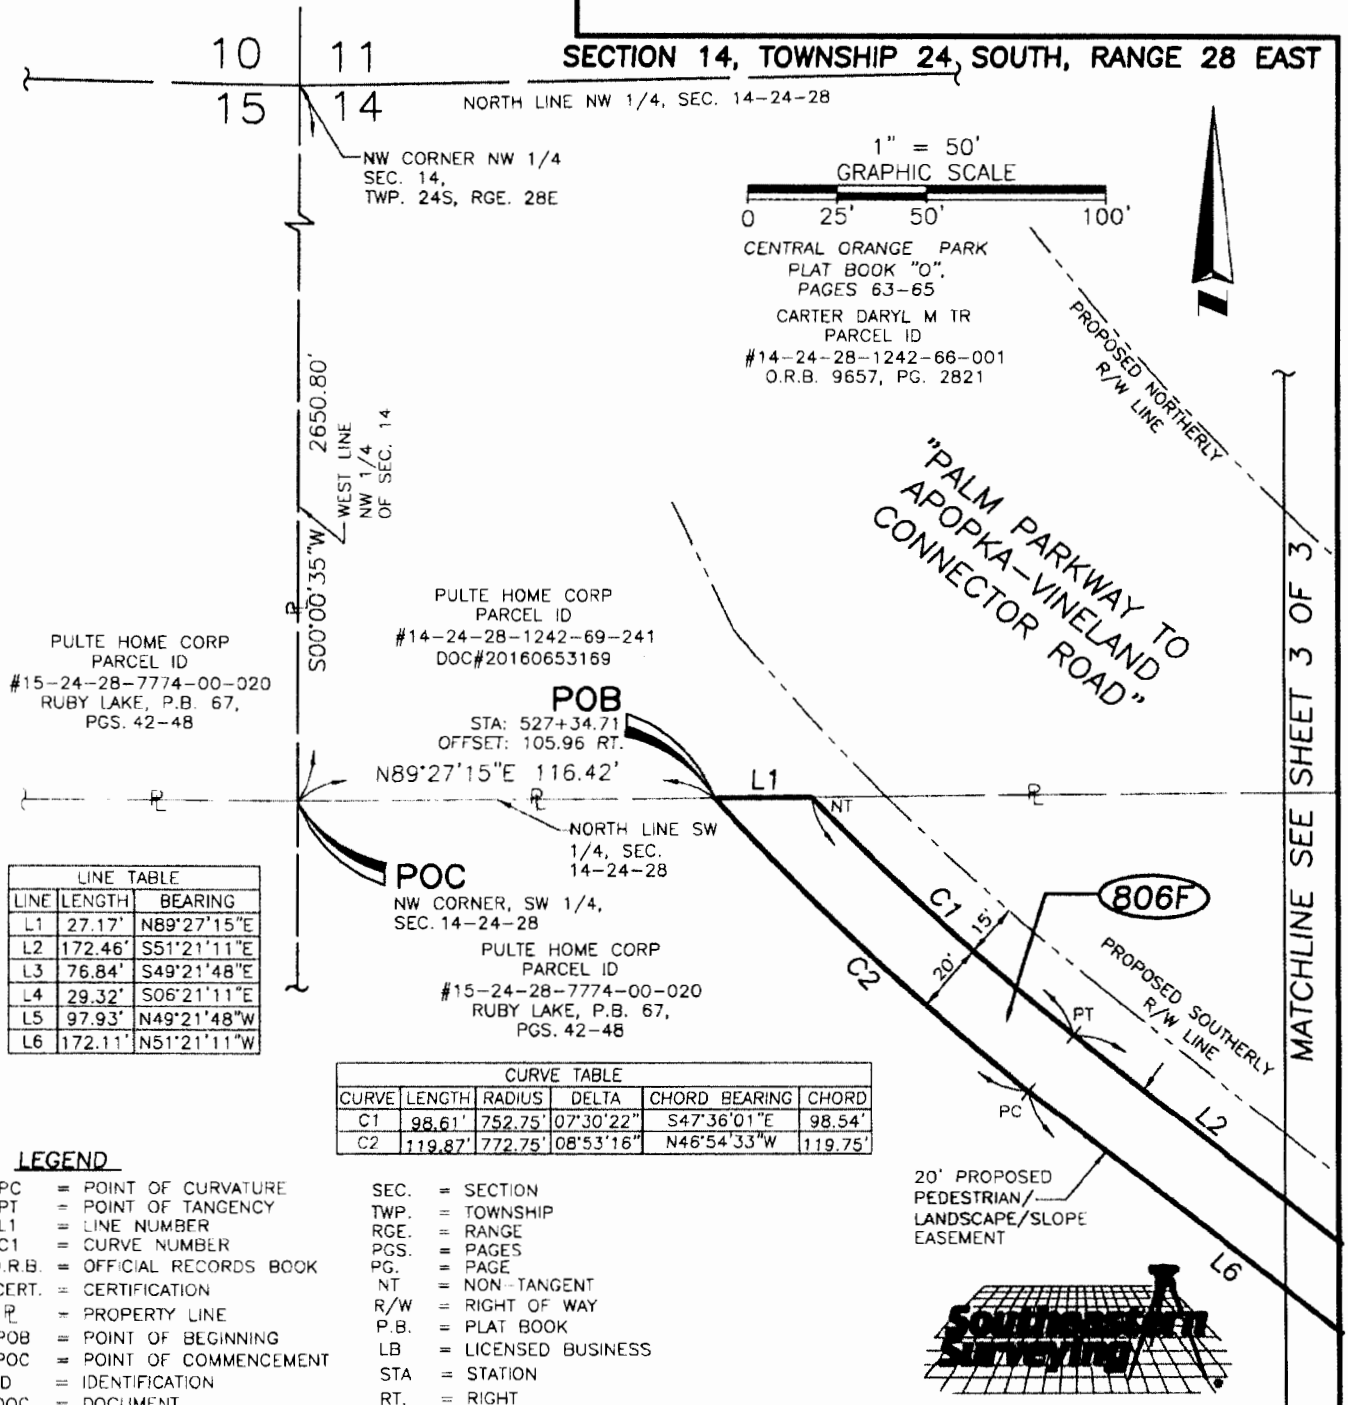 SECTION 14, TOWNSHIP 24, SOUTH, RANGE 28 EAST
10 11
15 14
NORTH LINE NW 1/4, SEC. 14-24-28
NW CORNER NW 1/4
SEC. 14,
TWP. 24S, RGE. 28E
1" = 50'
GRAPHIC SCALE
0 25' 50' 100'
CENTRAL ORANGE PARK
PLAT BOOK "O",
PAGES 63-65
CARTER DARYL M TR
PARCEL ID
#14-24-28-1242-66-001
O.R.B. 9657, PG. 2821
PROPOSED NORTHERLY
R/W LINE
S00°00'35"W 2650.80'
WEST LINE
NW 1/4
OF SEC. 14
"PALM PARKWAY TO
APOPKA-VINELAND
CONNECTOR ROAD"
MATCHLINE SEE SHEET 3 OF 3
PULTE HOME CORP
PARCEL ID
#14-24-28-1242-69-241
DOC#20160653169
PULTE HOME CORP
PARCEL ID
#15-24-28-7774-00-020
RUBY LAKE, P.B. 67,
PGS. 42-48
POB
STA: 527+34.71
OFFSET: 105.96 RT.
N89°27'15"E 116.42'
L1
NT
NORTH LINE SW
1/4, SEC.
14-24-28
POC
NW CORNER, SW 1/4,
SEC. 14-24-28
PULTE HOME CORP
PARCEL ID
#15-24-28-7774-00-020
RUBY LAKE, P.B. 67,
PGS. 42-48
C1
15'
20'
C2
806F
PROPOSED SOUTHERLY
R/W LINE
PT
PC
L2
L6
20' PROPOSED
PEDESTRIAN/
LANDSCAPE/SLOPE
EASEMENT
LINE TABLE
LINE LENGTH BEARING
L1 27.17' N89°27'15"E
L2 172.46' S51°21'11"E
L3 76.84' S49°21'48"E
L4 29.32' S06°21'11"E
L5 97.93' N49°21'48"W
L6 172.11' N51°21'11"W
CURVE TABLE
CURVE LENGTH RADIUS DELTA CHORD BEARING CHORD
C1 98.61' 752.75' 07°30'22" S47°36'01"E 98.54'
C2 119.87' 772.75' 08°53'16" N46°54'33"W 119.75'
LEGEND
PC = POINT OF CURVATURE
PT = POINT OF TANGENCY
L1 = LINE NUMBER
C1 = CURVE NUMBER
O.R.B. = OFFICIAL RECORDS BOOK
CERT. = CERTIFICATION
PL = PROPERTY LINE
POB = POINT OF BEGINNING
POC = POINT OF COMMENCEMENT
ID = IDENTIFICATION
DOC = DOCUMENT
SEC. = SECTION
TWP. = TOWNSHIP
RGE. = RANGE
PGS. = PAGES
PG. = PAGE
NT = NON-TANGENT
R/W = RIGHT OF WAY
P.B. = PLAT BOOK
LB = LICENSED BUSINESS
STA = STATION
RT. = RIGHT
Southeastern
Surveying